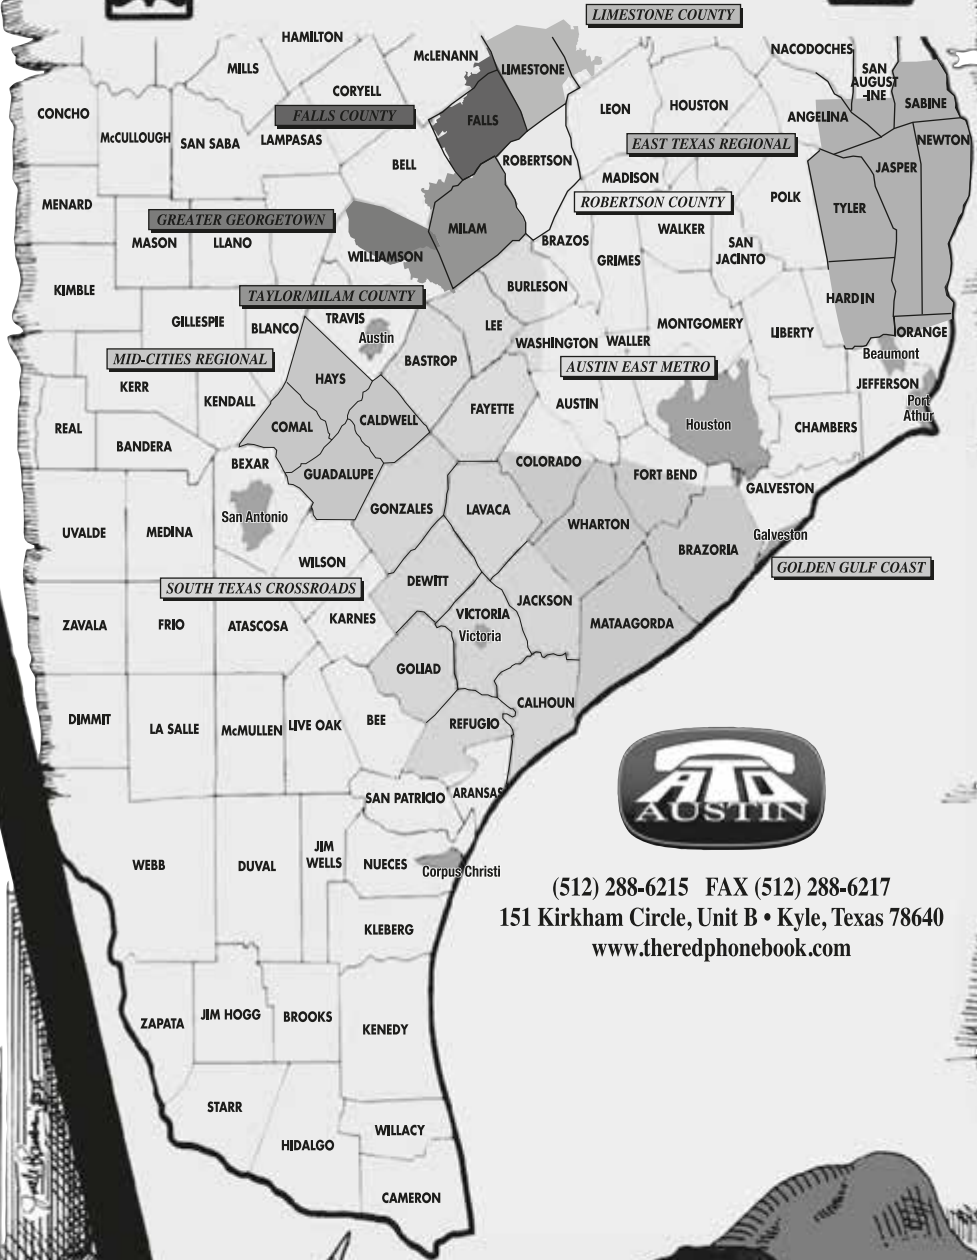 LIMESTONE COUNTY
HAMILTON
McLENANN
NACODOCHES
MILLS
LIMESTONE
SAN
AUGUST
-INE
CORYELL
SABINE
CONCHO
FALLS COUNTY
FALLS
LEON
HOUSTON
ANGELINA
McCULLOUGH
SAN SABA
LAMPASAS
EAST TEXAS REGIONAL
NEWTON
BELL
ROBERTSON
JASPER
MADISON
MENARD
ROBERTSON COUNTY
POLK
TYLER
GREATER GEORGETOWN
MILAM
WALKER
MASON
LLANO
WILLIAMSON
BRAZOS
GRIMES
SAN
JACINTO
KIMBLE
BURLESON
HARDIN
TAYLOR/MILAM COUNTY
GILLESPIE
BLANCO
TRAVIS
Austin
LEE
MONTGOMERY
LIBERTY
ORANGE
WASHINGTON
WALLER
Beaumont
MID-CITIES REGIONAL
BASTROP
AUSTIN EAST METRO
KERR
HAYS
JEFFERSON
KENDALL
FAYETTE
AUSTIN
Port
Athur
REAL
COMAL
CALDWELL
Houston
CHAMBERS
BANDERA
BEXAR
GUADALUPE
COLORADO
FORT BEND
GALVESTON
San Antonio
GONZALES
LAVACA
WHARTON
UVALDE
MEDINA
Galveston
BRAZORIA
WILSON
GOLDEN GULF COAST
SOUTH TEXAS CROSSROADS
DEWITT
JACKSON
ZAVALA
FRIO
ATASCOSA
KARNES
VICTORIA
Victoria
MATAAGORDA
GOLIAD
CALHOUN
DIMMIT
LA SALLE
McMULLEN
LIVE OAK
BEE
REFUGIO
SAN PATRICIO
ARANSAS
ATD
AUSTIN
WEBB
DUVAL
JIM
WELLS
NUECES
Corpus Christi
(512) 288-6215 FAX (512) 288-6217
151 Kirkham Circle, Unit B • Kyle, Texas 78640
www.theredphonebook.com
KLEBERG
ZAPATA
JIM HOGG
BROOKS
KENEDY
STARR
HIDALGO
WILLACY
CAMERON